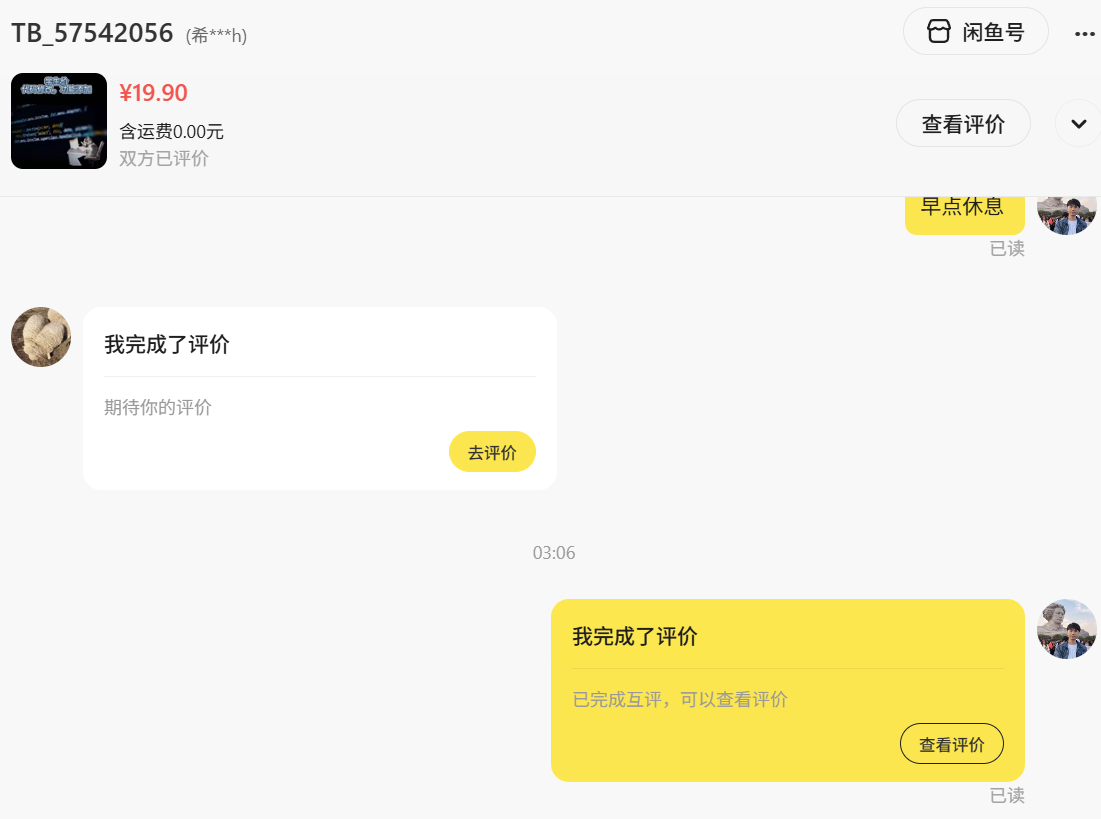 TB_57542056 (希***h)
闲鱼号
¥19.90
含运费0.00元
双方已评价
查看评价
早点休息
已读
我完成了评价
期待你的评价
去评价
03:06
我完成了评价
已完成互评，可以查看评价
查看评价
已读